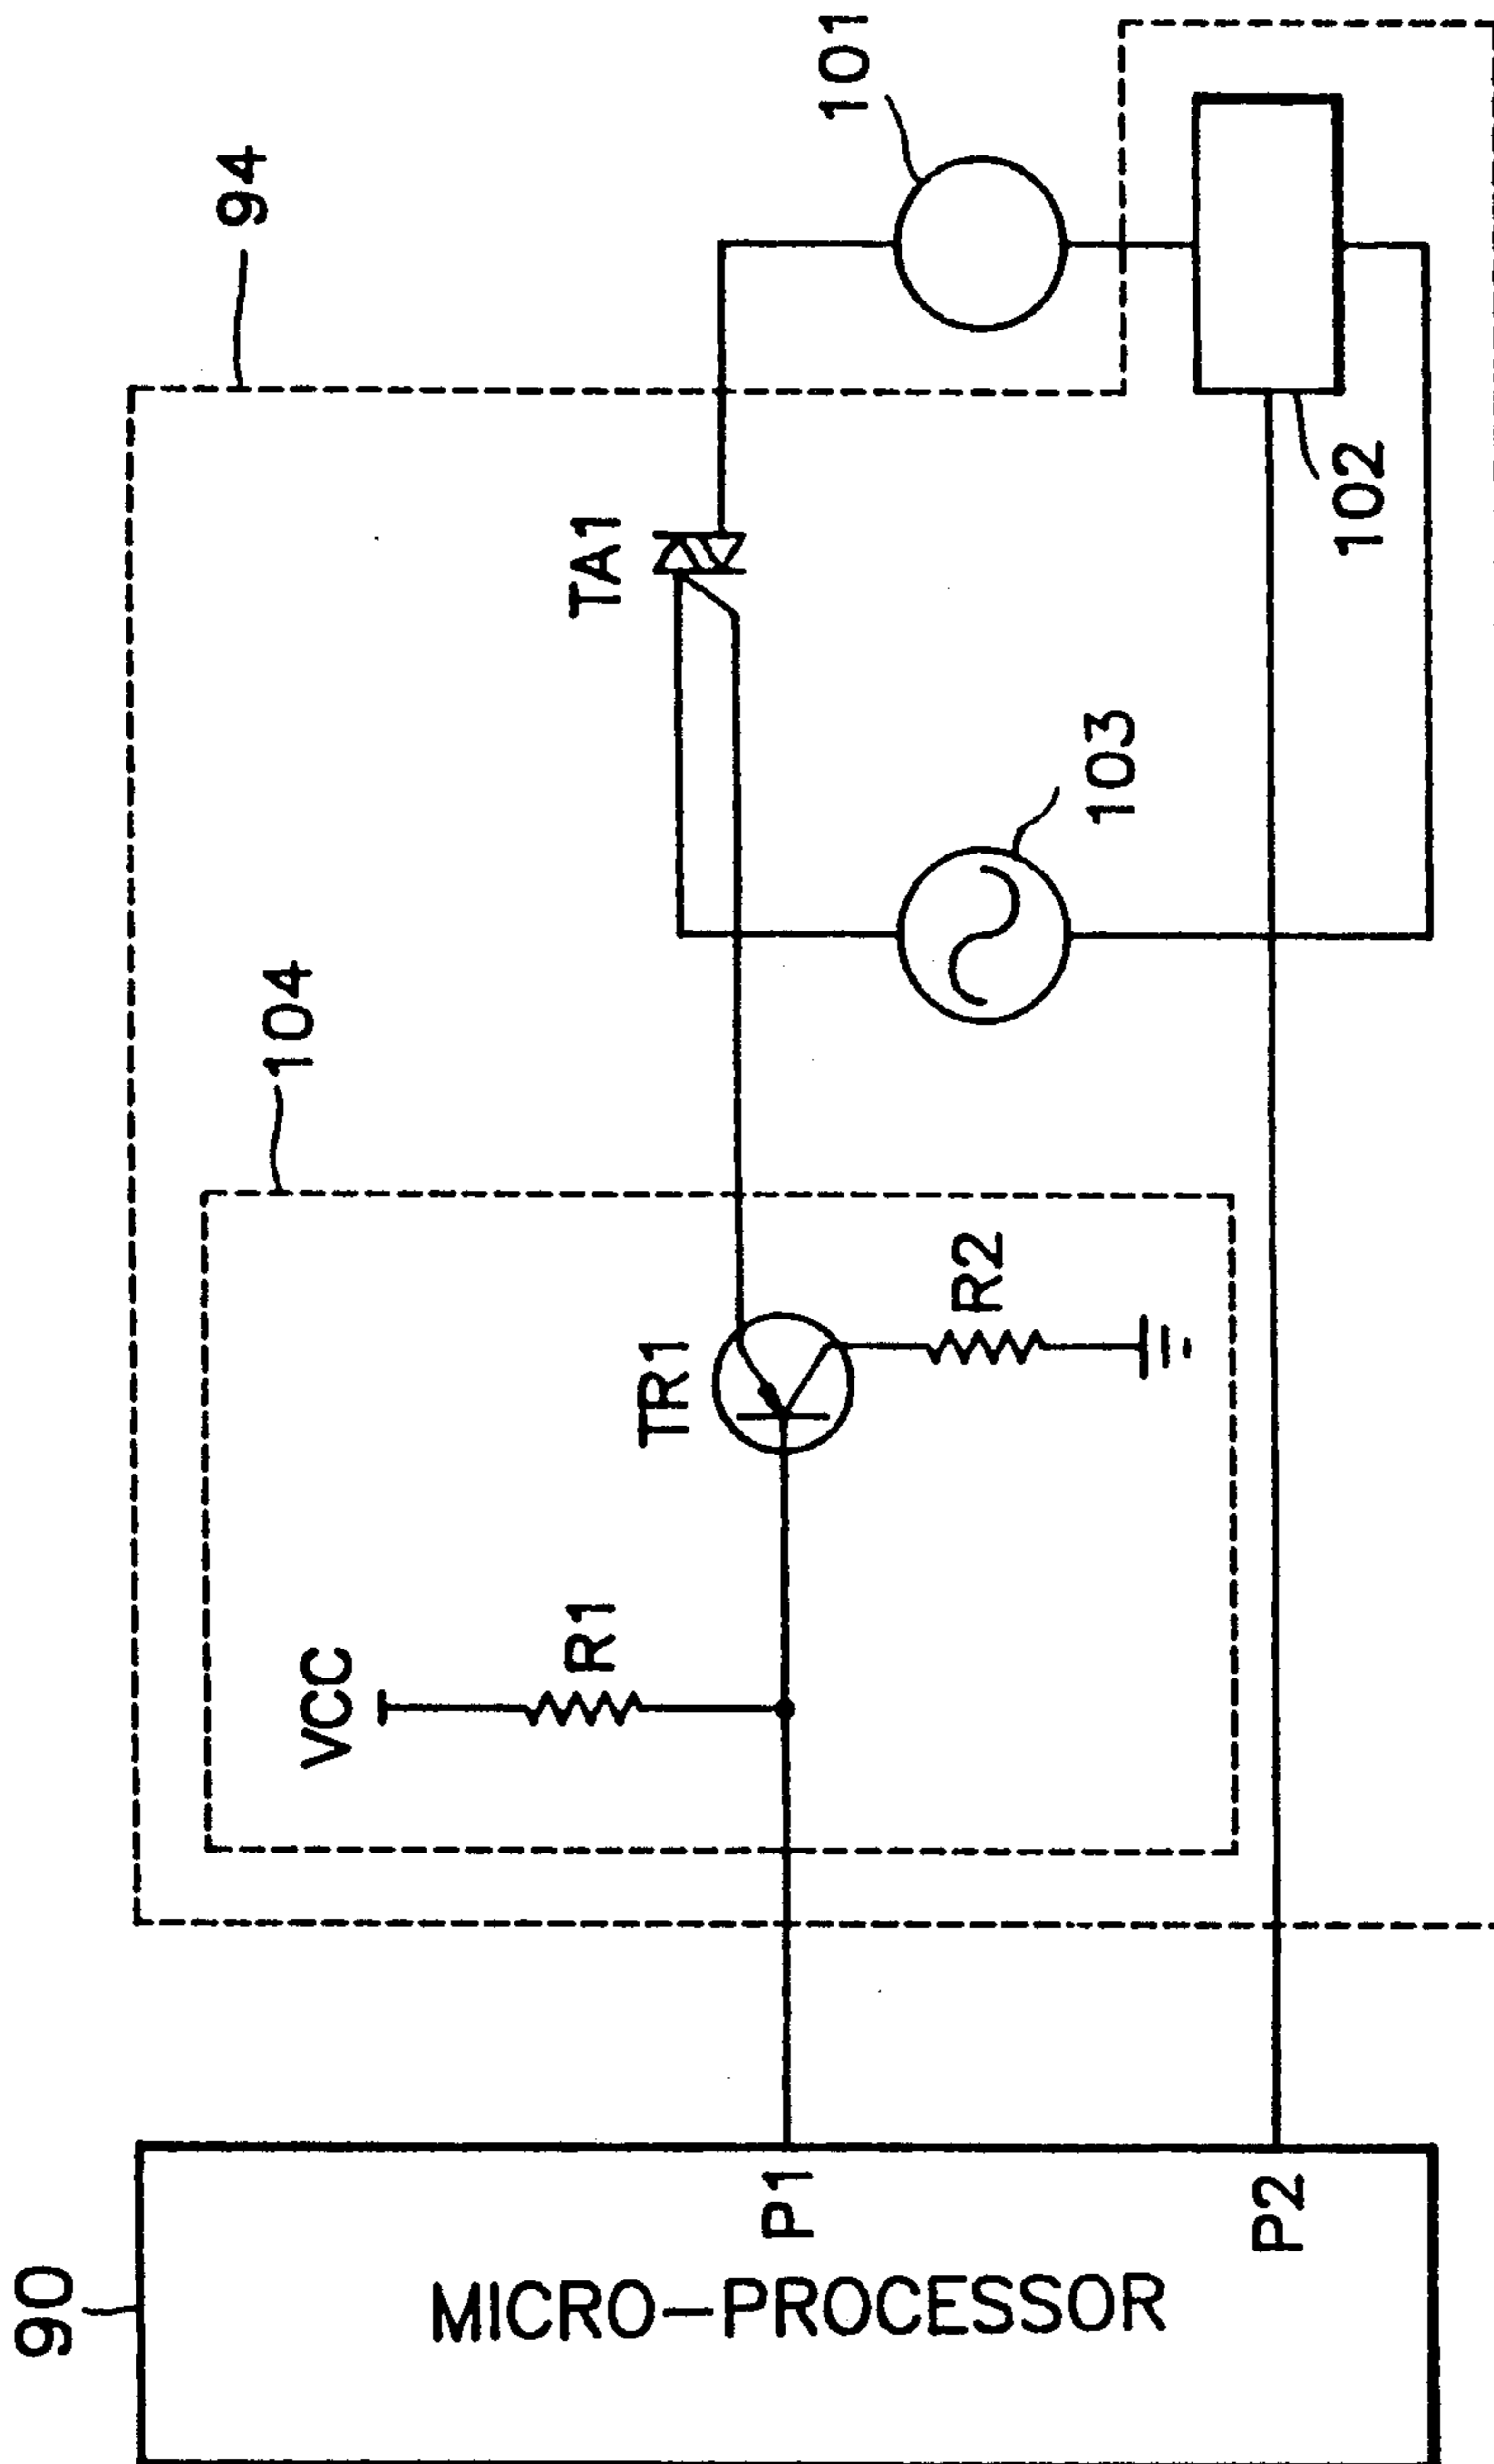 90
MICRO-PROCESSOR
P1
P2
94
104
VCC
R1
TR1
R2
TA1
103
101
102